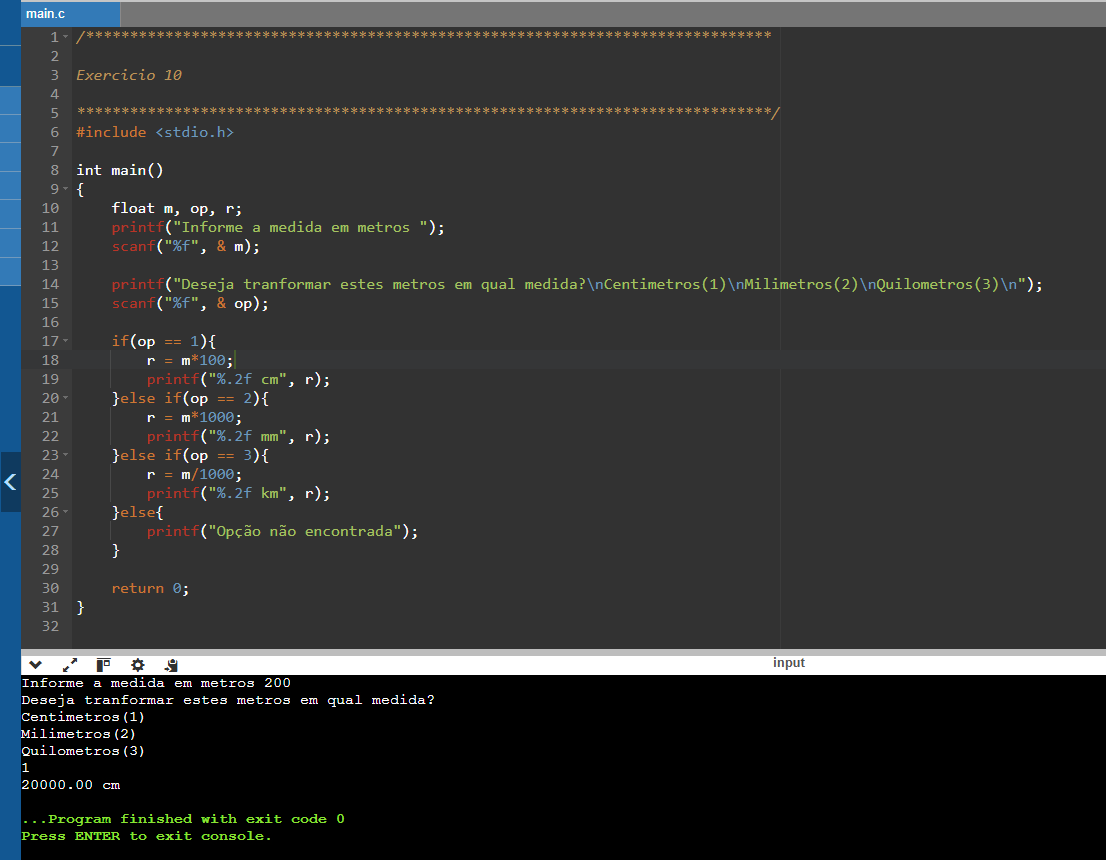 main.c
1 /******************************************************************************
2
3 Exercicio 10
4
5 *******************************************************************************/
6 #include <stdio.h>
7
8 int main()
9 {
10     float m, op, r;
11     printf("Informe a medida em metros ");
12     scanf("%f", & m);
13
14     printf("Deseja tranformar estes metros em qual medida?\nCentimetros(1)\nMilimetros(2)\nQuilometros(3)\n");
15     scanf("%f", & op);
16
17     if(op == 1){
18         r = m*100;
19         printf("%.2f cm", r);
20     }else if(op == 2){
21         r = m*1000;
22         printf("%.2f mm", r);
23     }else if(op == 3){
24         r = m/1000;
25         printf("%.2f km", r);
26     }else{
27         printf("Opção não encontrada");
28     }
29
30     return 0;
31 }
32
input
Informe a medida em metros 200
Deseja tranformar estes metros em qual medida?
Centimetros(1)
Milimetros(2)
Quilometros(3)
1
20000.00 cm
...Program finished with exit code 0
Press ENTER to exit console.